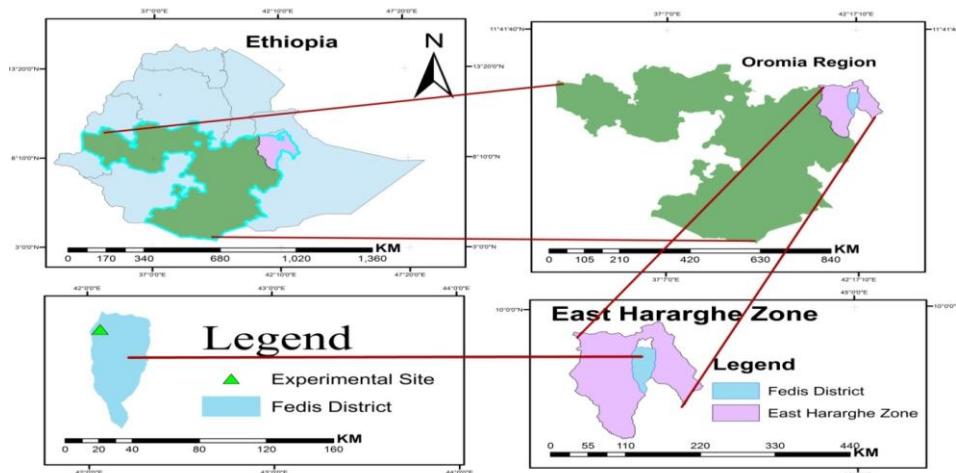 37°0'0"E 42°10'0"E 47°20'0"E
Ethiopia
N
13°20'0"N
13°20'0"N
8°10'0"N
8°10'0"N
3°0'0"N
3°0'0"N
KM
0 170 340 680 1,020 1,360
37°0'0"E 42°10'0"E 47°20'0"E
37°7'0"E 42°17'10"E
11°41'40"N
11°41'40"N
Oromia Region
KM
0 105 210 420 630 840
37°7'0"E 42°17'10"E
42°0'0"E 43°0'0"E 44°0'0"E
Legend
Experimental Site
Fedis District
KM
0 20 40 80 120 160
43°0'0"E 44°0'0"E
10°0'0"N
East Hararghe Zone
Legend
Fedis District
East Hararghe Zone
KM
0 55 110 220 330 440